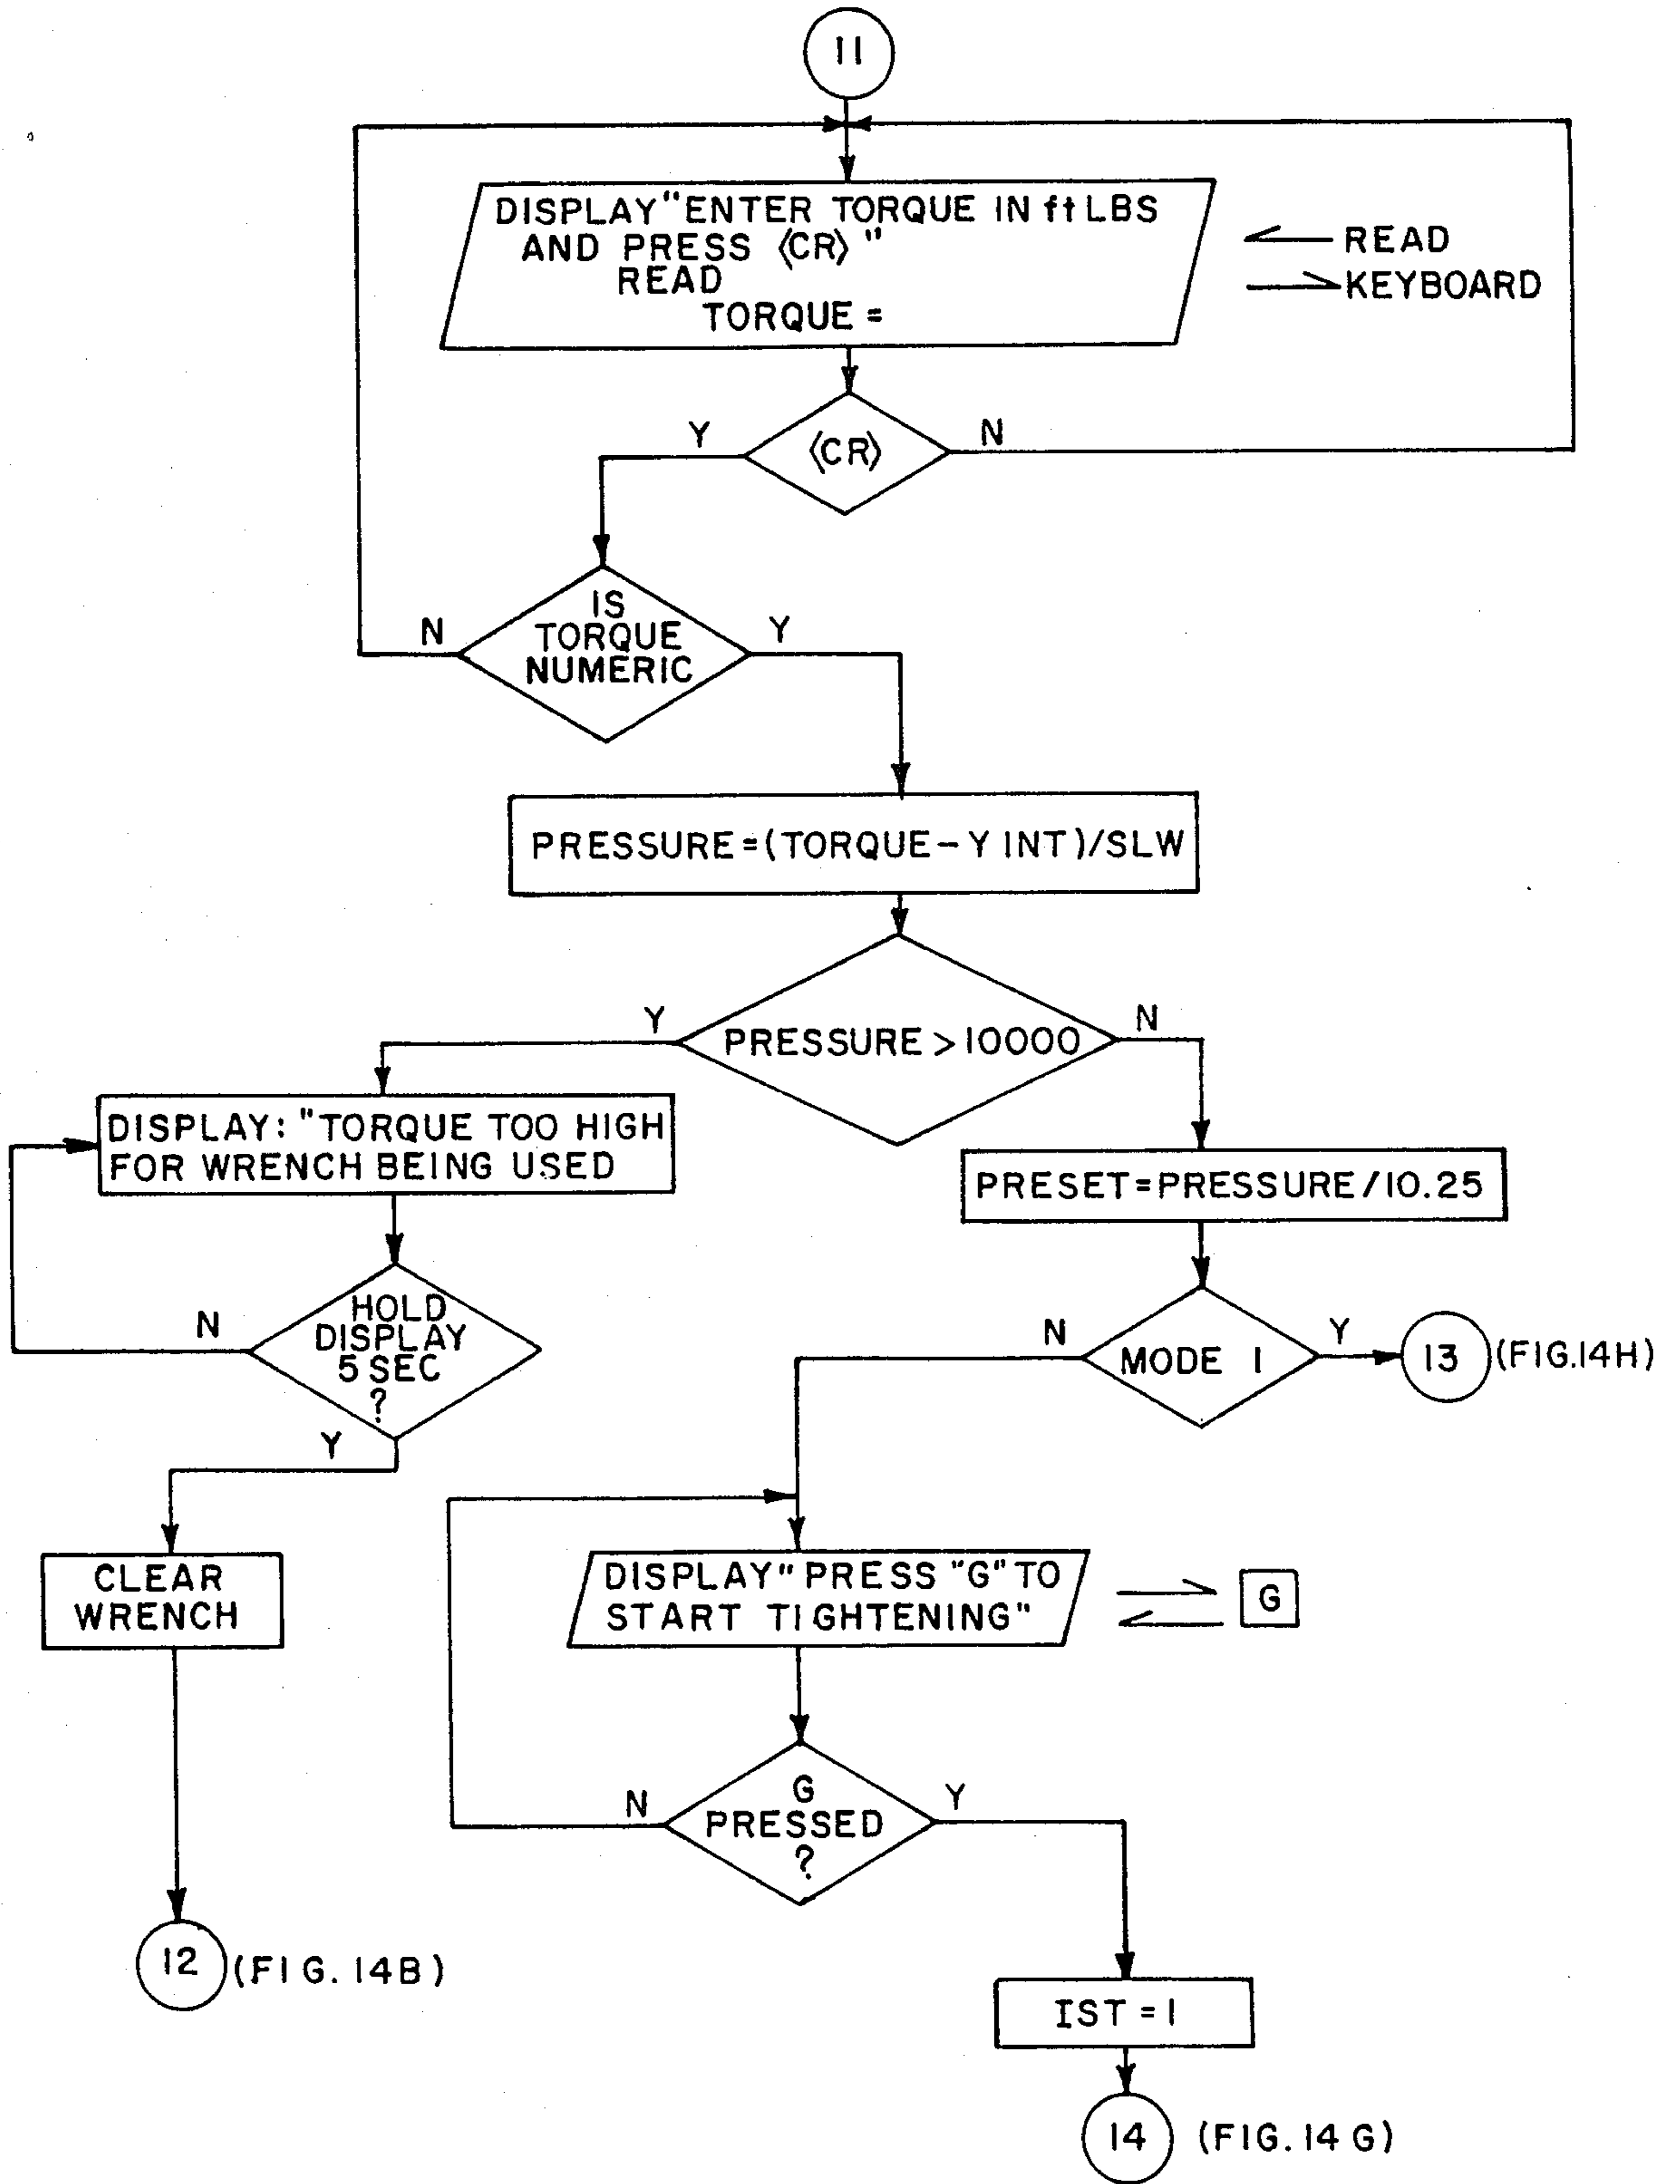 11
DISPLAY "ENTER TORQUE IN ft LBS
AND PRESS ⟨CR⟩"
READ
TORQUE =
READ
KEYBOARD
⟨CR⟩
Y
N
IS
TORQUE
NUMERIC
N
Y
PRESSURE=(TORQUE-Y INT)/SLW
PRESSURE > 10000
Y
N
DISPLAY: "TORQUE TOO HIGH
FOR WRENCH BEING USED
PRESET=PRESSURE/10.25
HOLD
DISPLAY
5 SEC
?
N
Y
MODE 1
N
Y
13 (FIG.14H)
CLEAR
WRENCH
DISPLAY "PRESS "G" TO
START TIGHTENING"
G
G
PRESSED
?
N
Y
12 (FIG. 14B)
IST = 1
14 (FIG. 14 G)